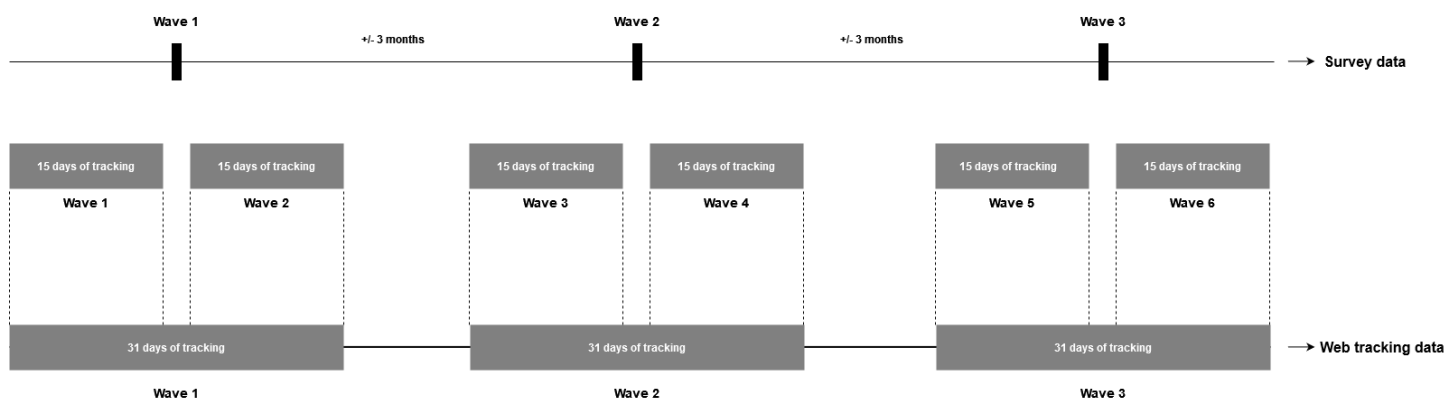 Wave 1
Wave 2
Wave 3
+/- 3 months
+/- 3 months
Survey data
15 days of tracking
15 days of tracking
15 days of tracking
15 days of tracking
15 days of tracking
15 days of tracking
Wave 1
Wave 2
Wave 3
Wave 4
Wave 5
Wave 6
31 days of tracking
31 days of tracking
31 days of tracking
Web tracking data
Wave 1
Wave 2
Wave 3